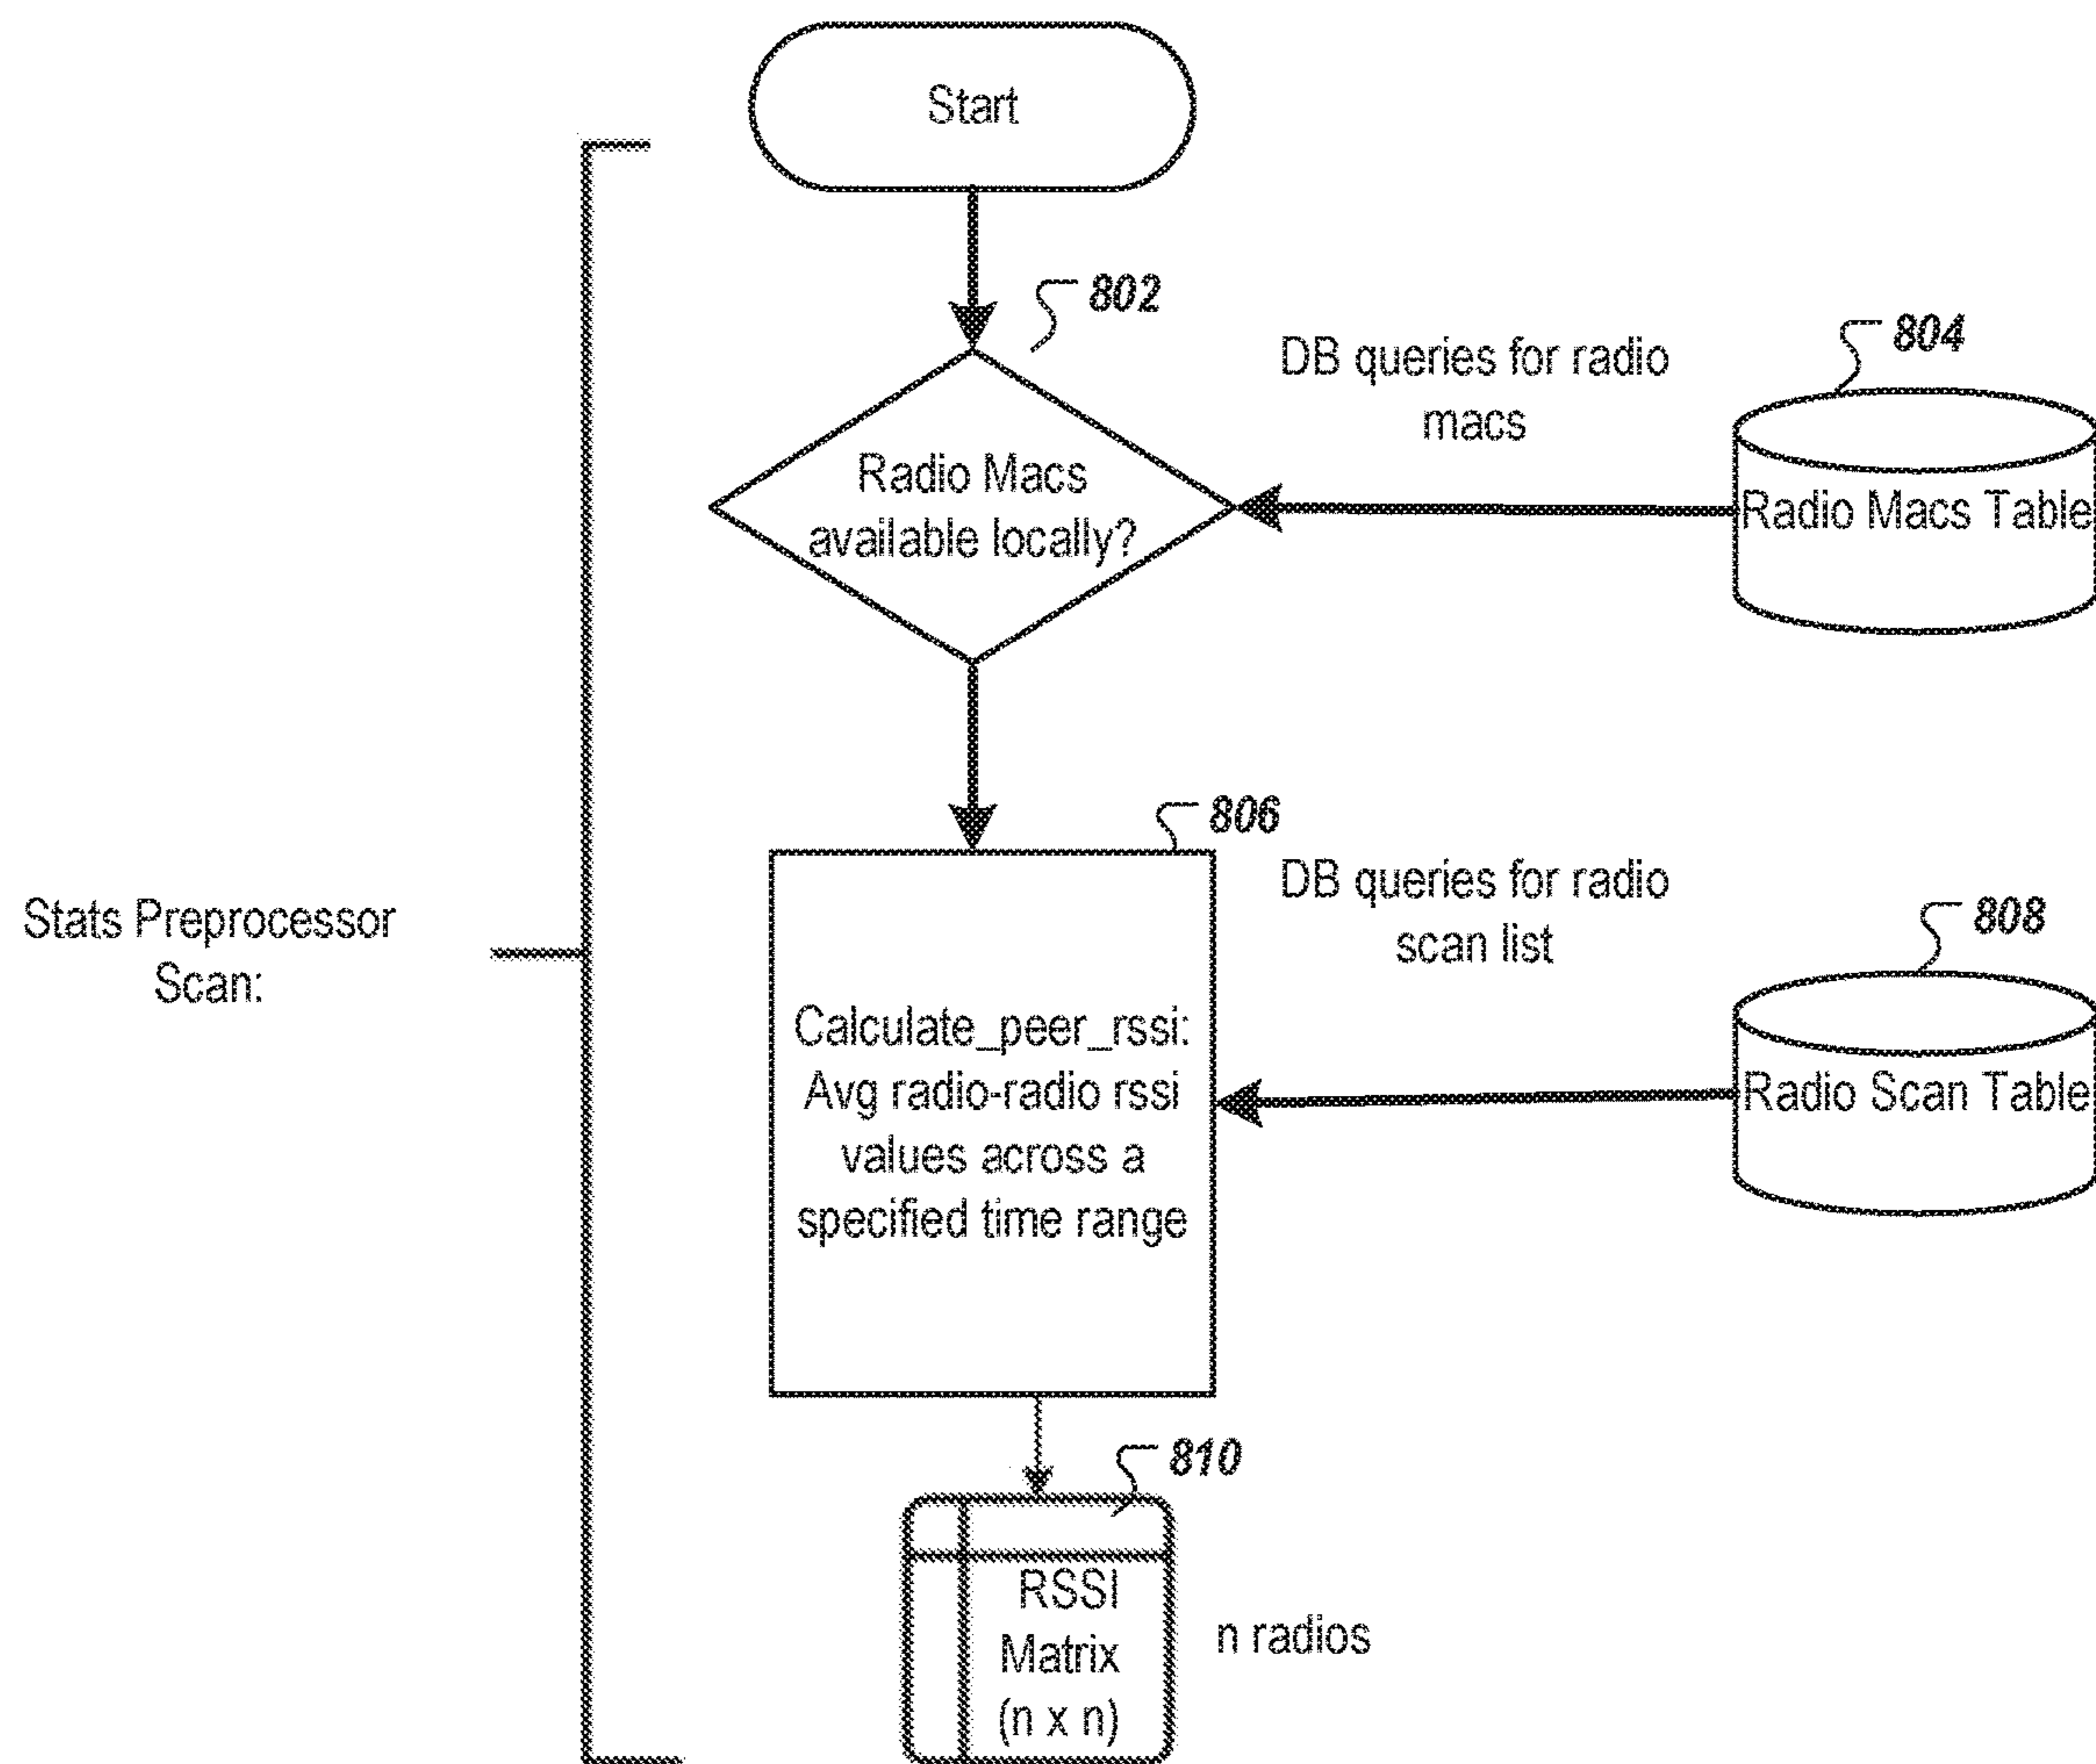 Start
802
DB queries for radio
macs
804
Radio Macs
available locally?
Radio Macs Table
806
DB queries for radio
scan list
808
Stats Preprocessor
Scan:
Calculate_peer_rssi:
Avg radio-radio rssi
values across a
specified time range
Radio Scan Table
810
RSSI
Matrix
(n x n)
n radios